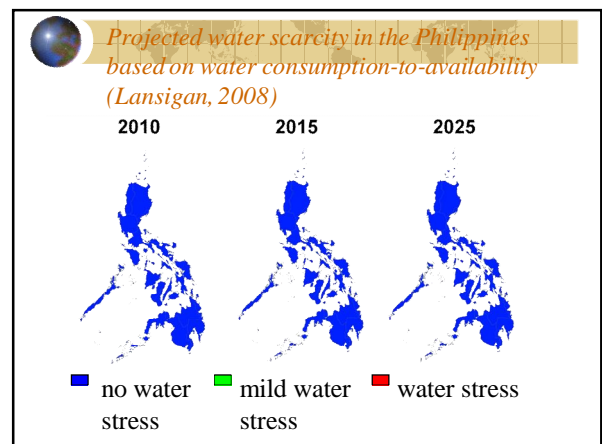 Projected water scarcity in the Philippines
based on water consumption-to-availability
(Lansigan, 2008)
2010 2015 2025
no water mild water water stress
stress stress